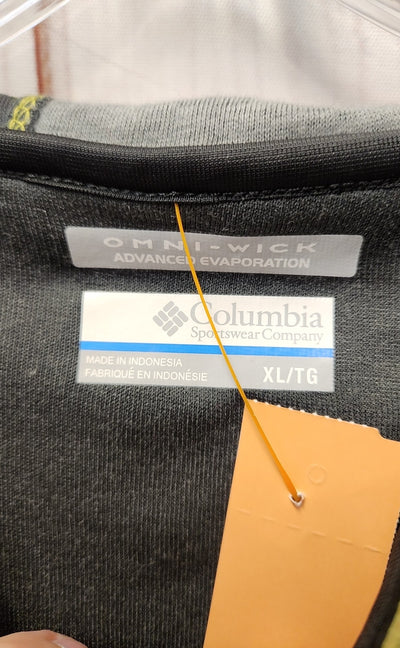 OMNI-WICK
ADVANCED EVAPORATION
Columbia
Sportswear Company
MADE IN INDONESIA
FABRIQUÉ EN INDONÉSIE
XL/TG